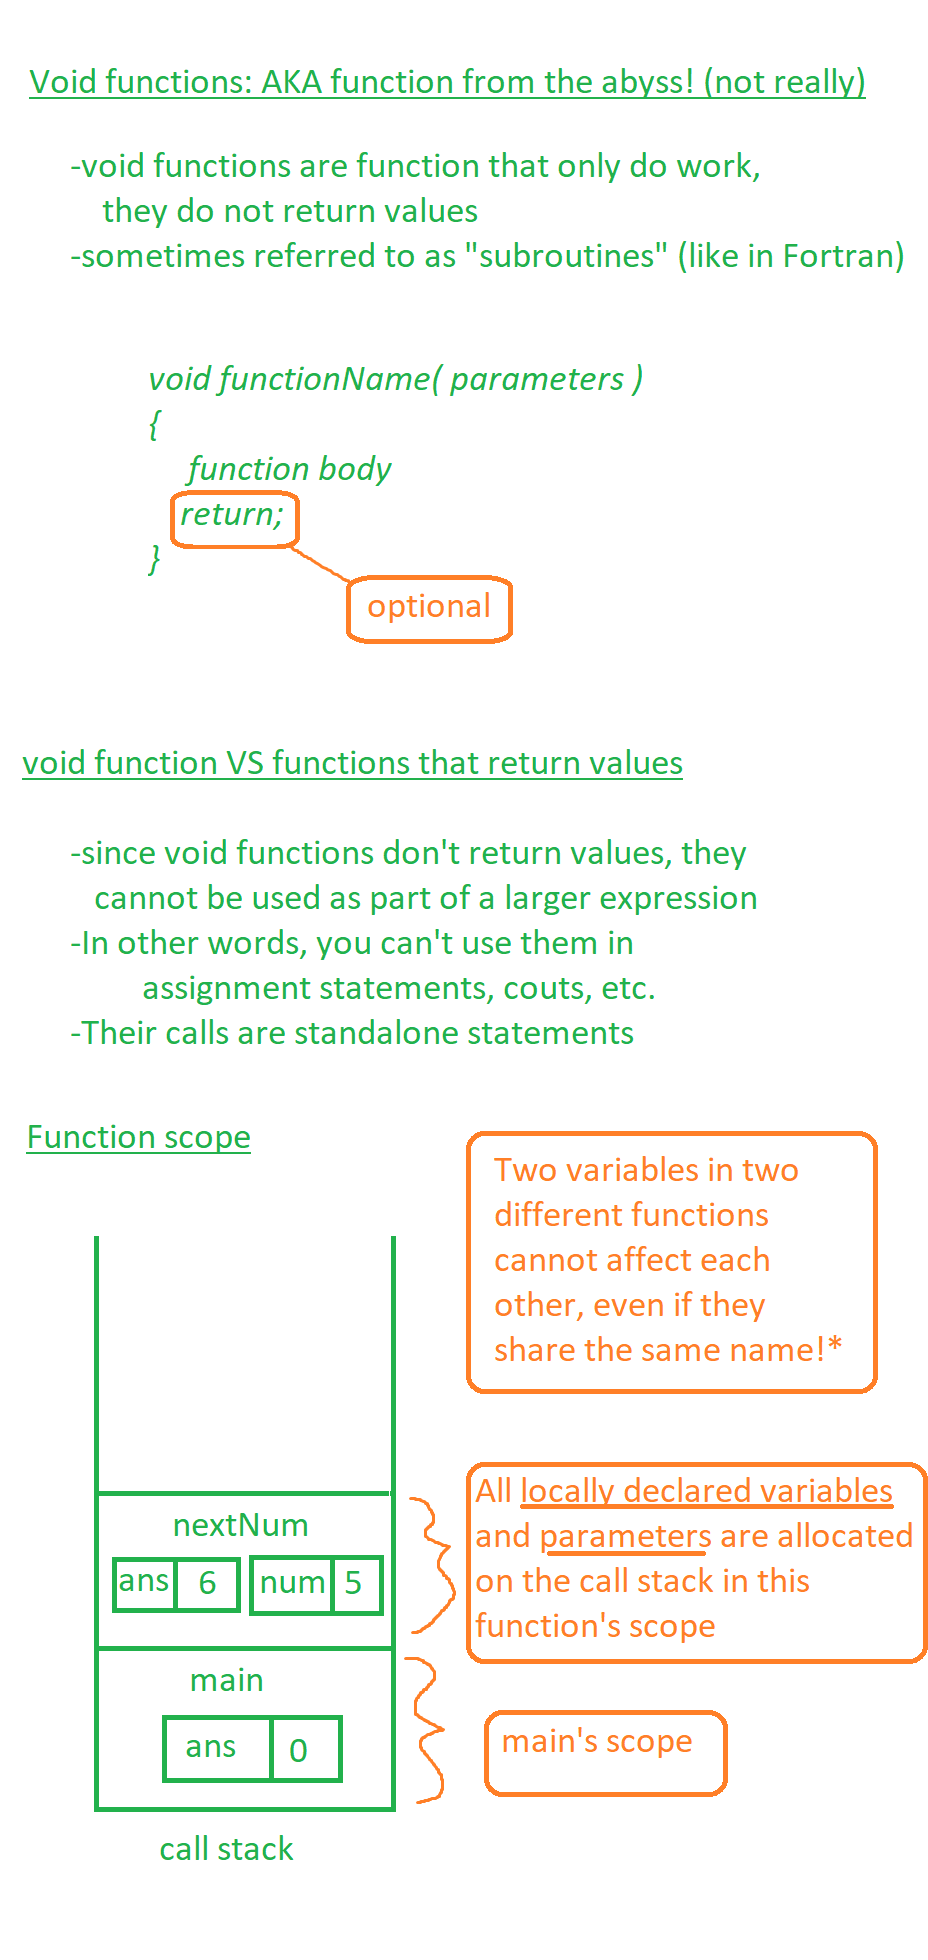 Void functions: AKA function from the abyss! (not really)
-void functions are function that only do work,
they do not return values
-sometimes referred to as "subroutines" (like in Fortran)
void functionName( parameters )
{
function body
return;
}
optional
void function VS functions that return values
-since void functions don't return values, they
cannot be used as part of a larger expression
-In other words, you can't use them in
assignment statements, couts, etc.
-Their calls are standalone statements
Function scope
Two variables in two
different functions
cannot affect each
other, even if they
share the same name!*
nextNum
ans 6 num 5
All locally declared variables
and parameters are allocated
on the call stack in this
function's scope
main
ans 0
main's scope
call stack